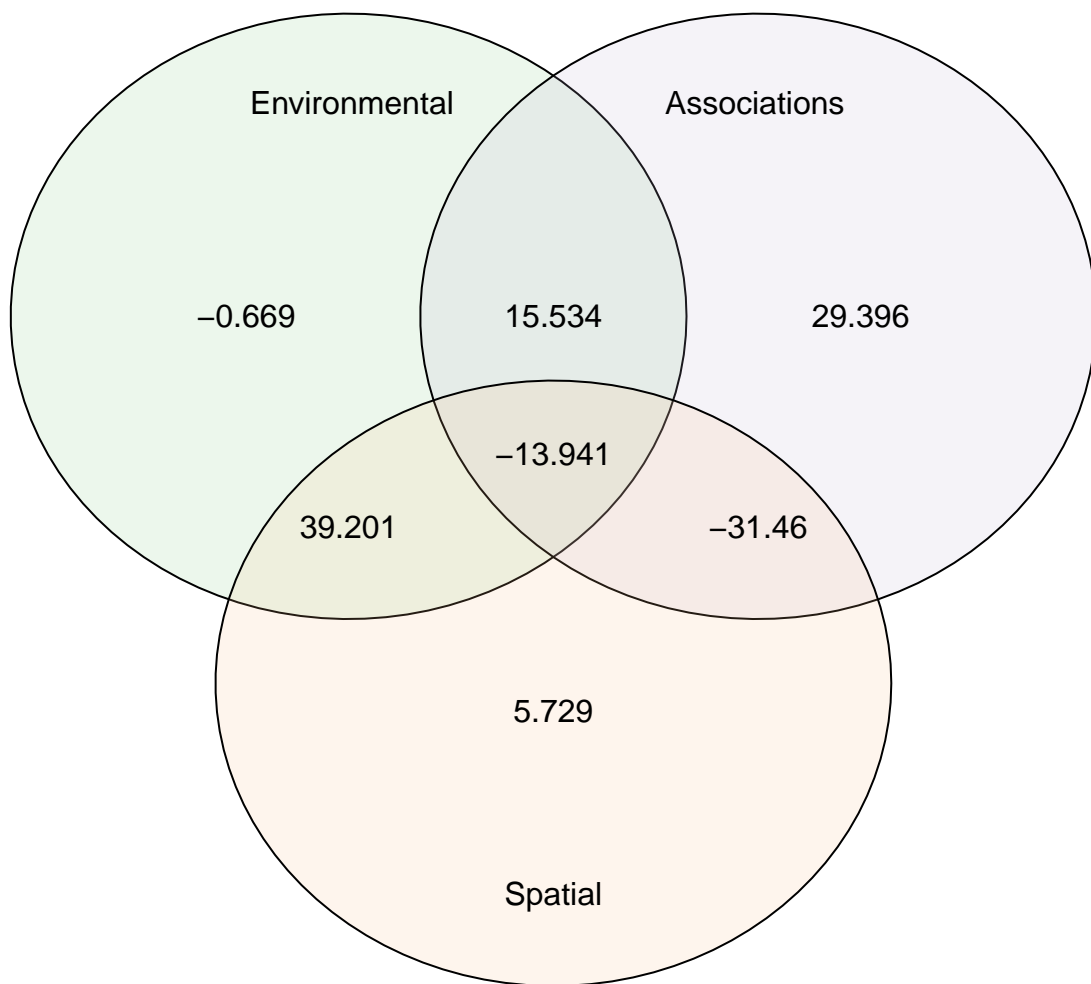 Environmental
Associations
−0.669
15.534
29.396
−13.941
39.201
−31.46
5.729
Spatial